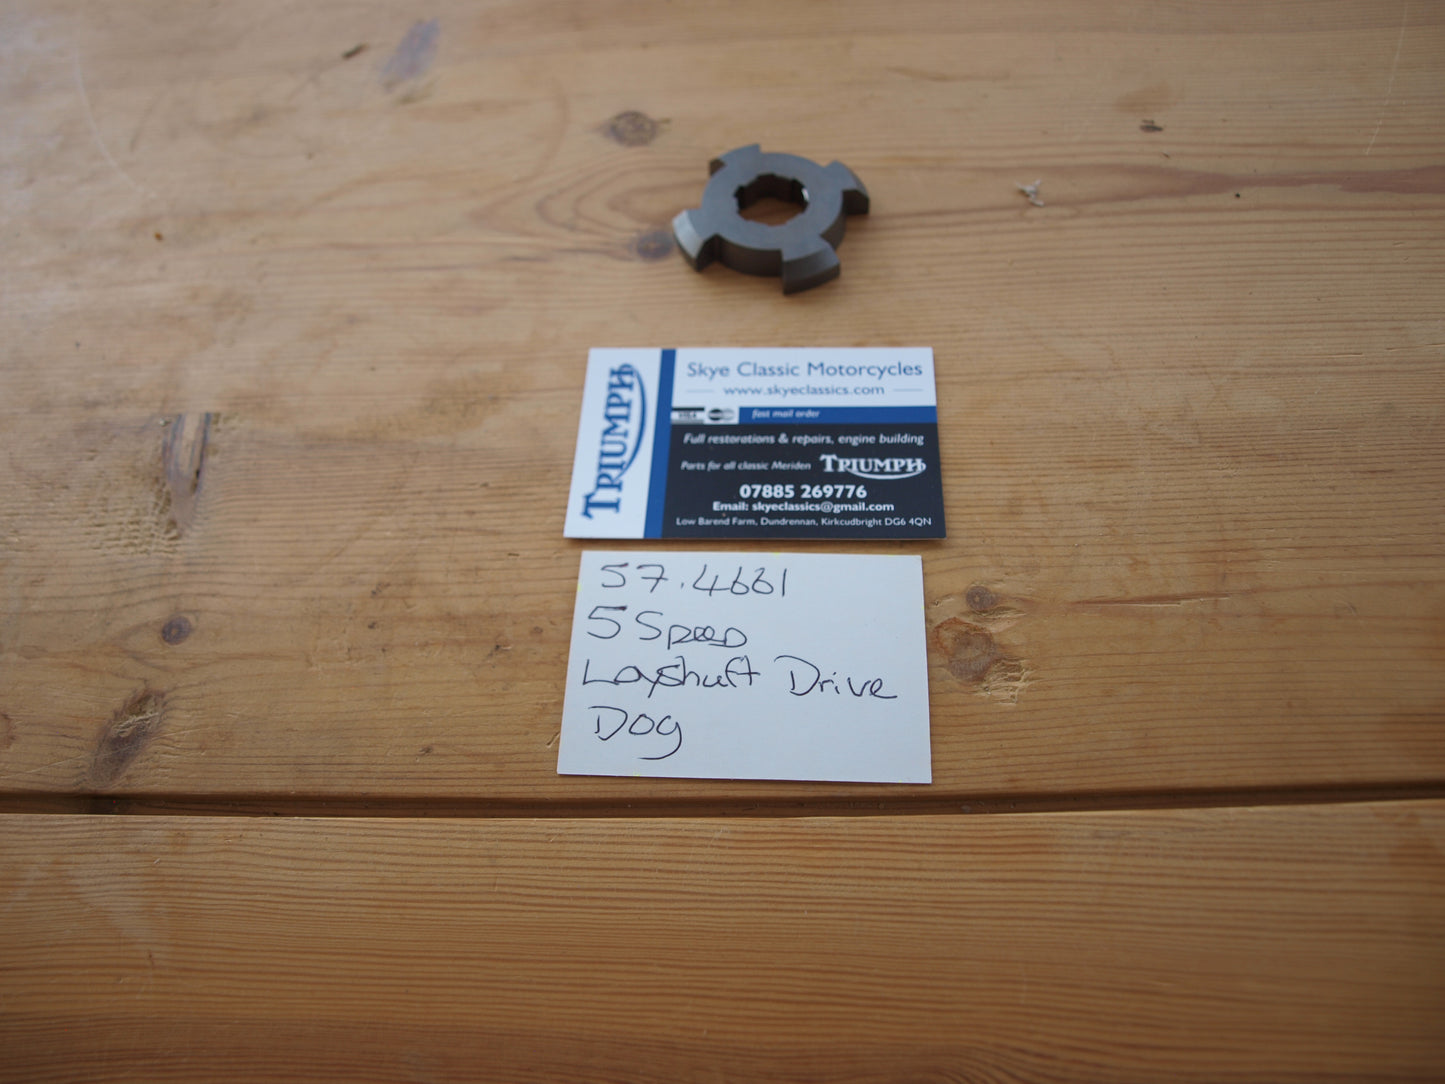 TRIUMPH
Skye Classic Motorcycles
www.skyeclassics.com
VISA
fast mail order
Full restorations & repairs, engine building
Parts for all classic Meriden TRIUMPH
07885 269776
Email: skyeclassics@gmail.com
Low Barend Farm, Dundrennan, Kirkcudbright DG6 4QN
57.4661
5 Speed
Layshaft Drive
Dog